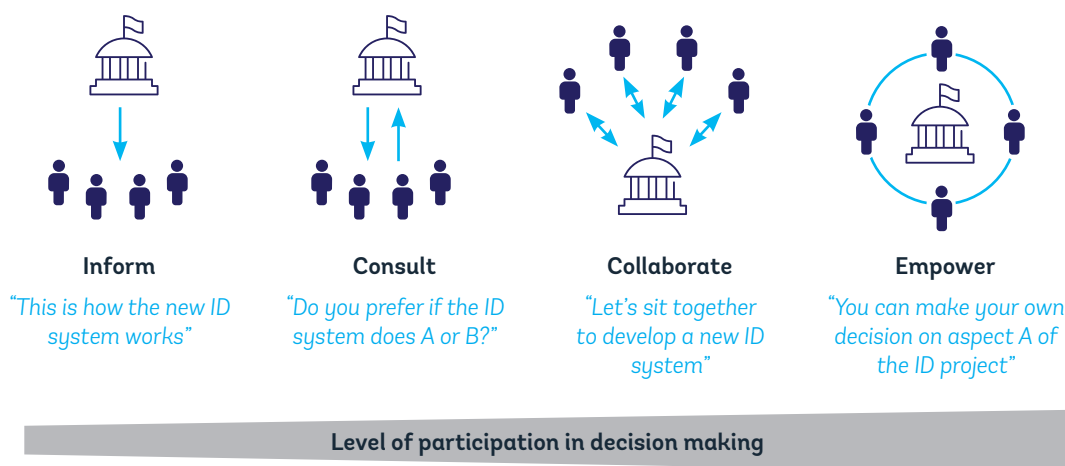 Inform
“This is how the new ID
system works”
Consult
“Do you prefer if the ID
system does A or B?”
Collaborate
“Let’s sit together
to develop a new ID
system”
Empower
“You can make your own
decision on aspect A of
the ID project”
Level of participation in decision making